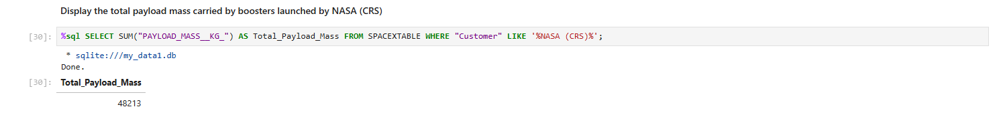 Display the total payload mass carried by boosters launched by NASA (CRS)
[30]: %sql SELECT SUM("PAYLOAD_MASS__KG_") AS Total_Payload_Mass FROM SPACEXTABLE WHERE "Customer" LIKE '%NASA (CRS)%';
* sqlite:///my_data1.db
Done.
[30]: Total_Payload_Mass
48213